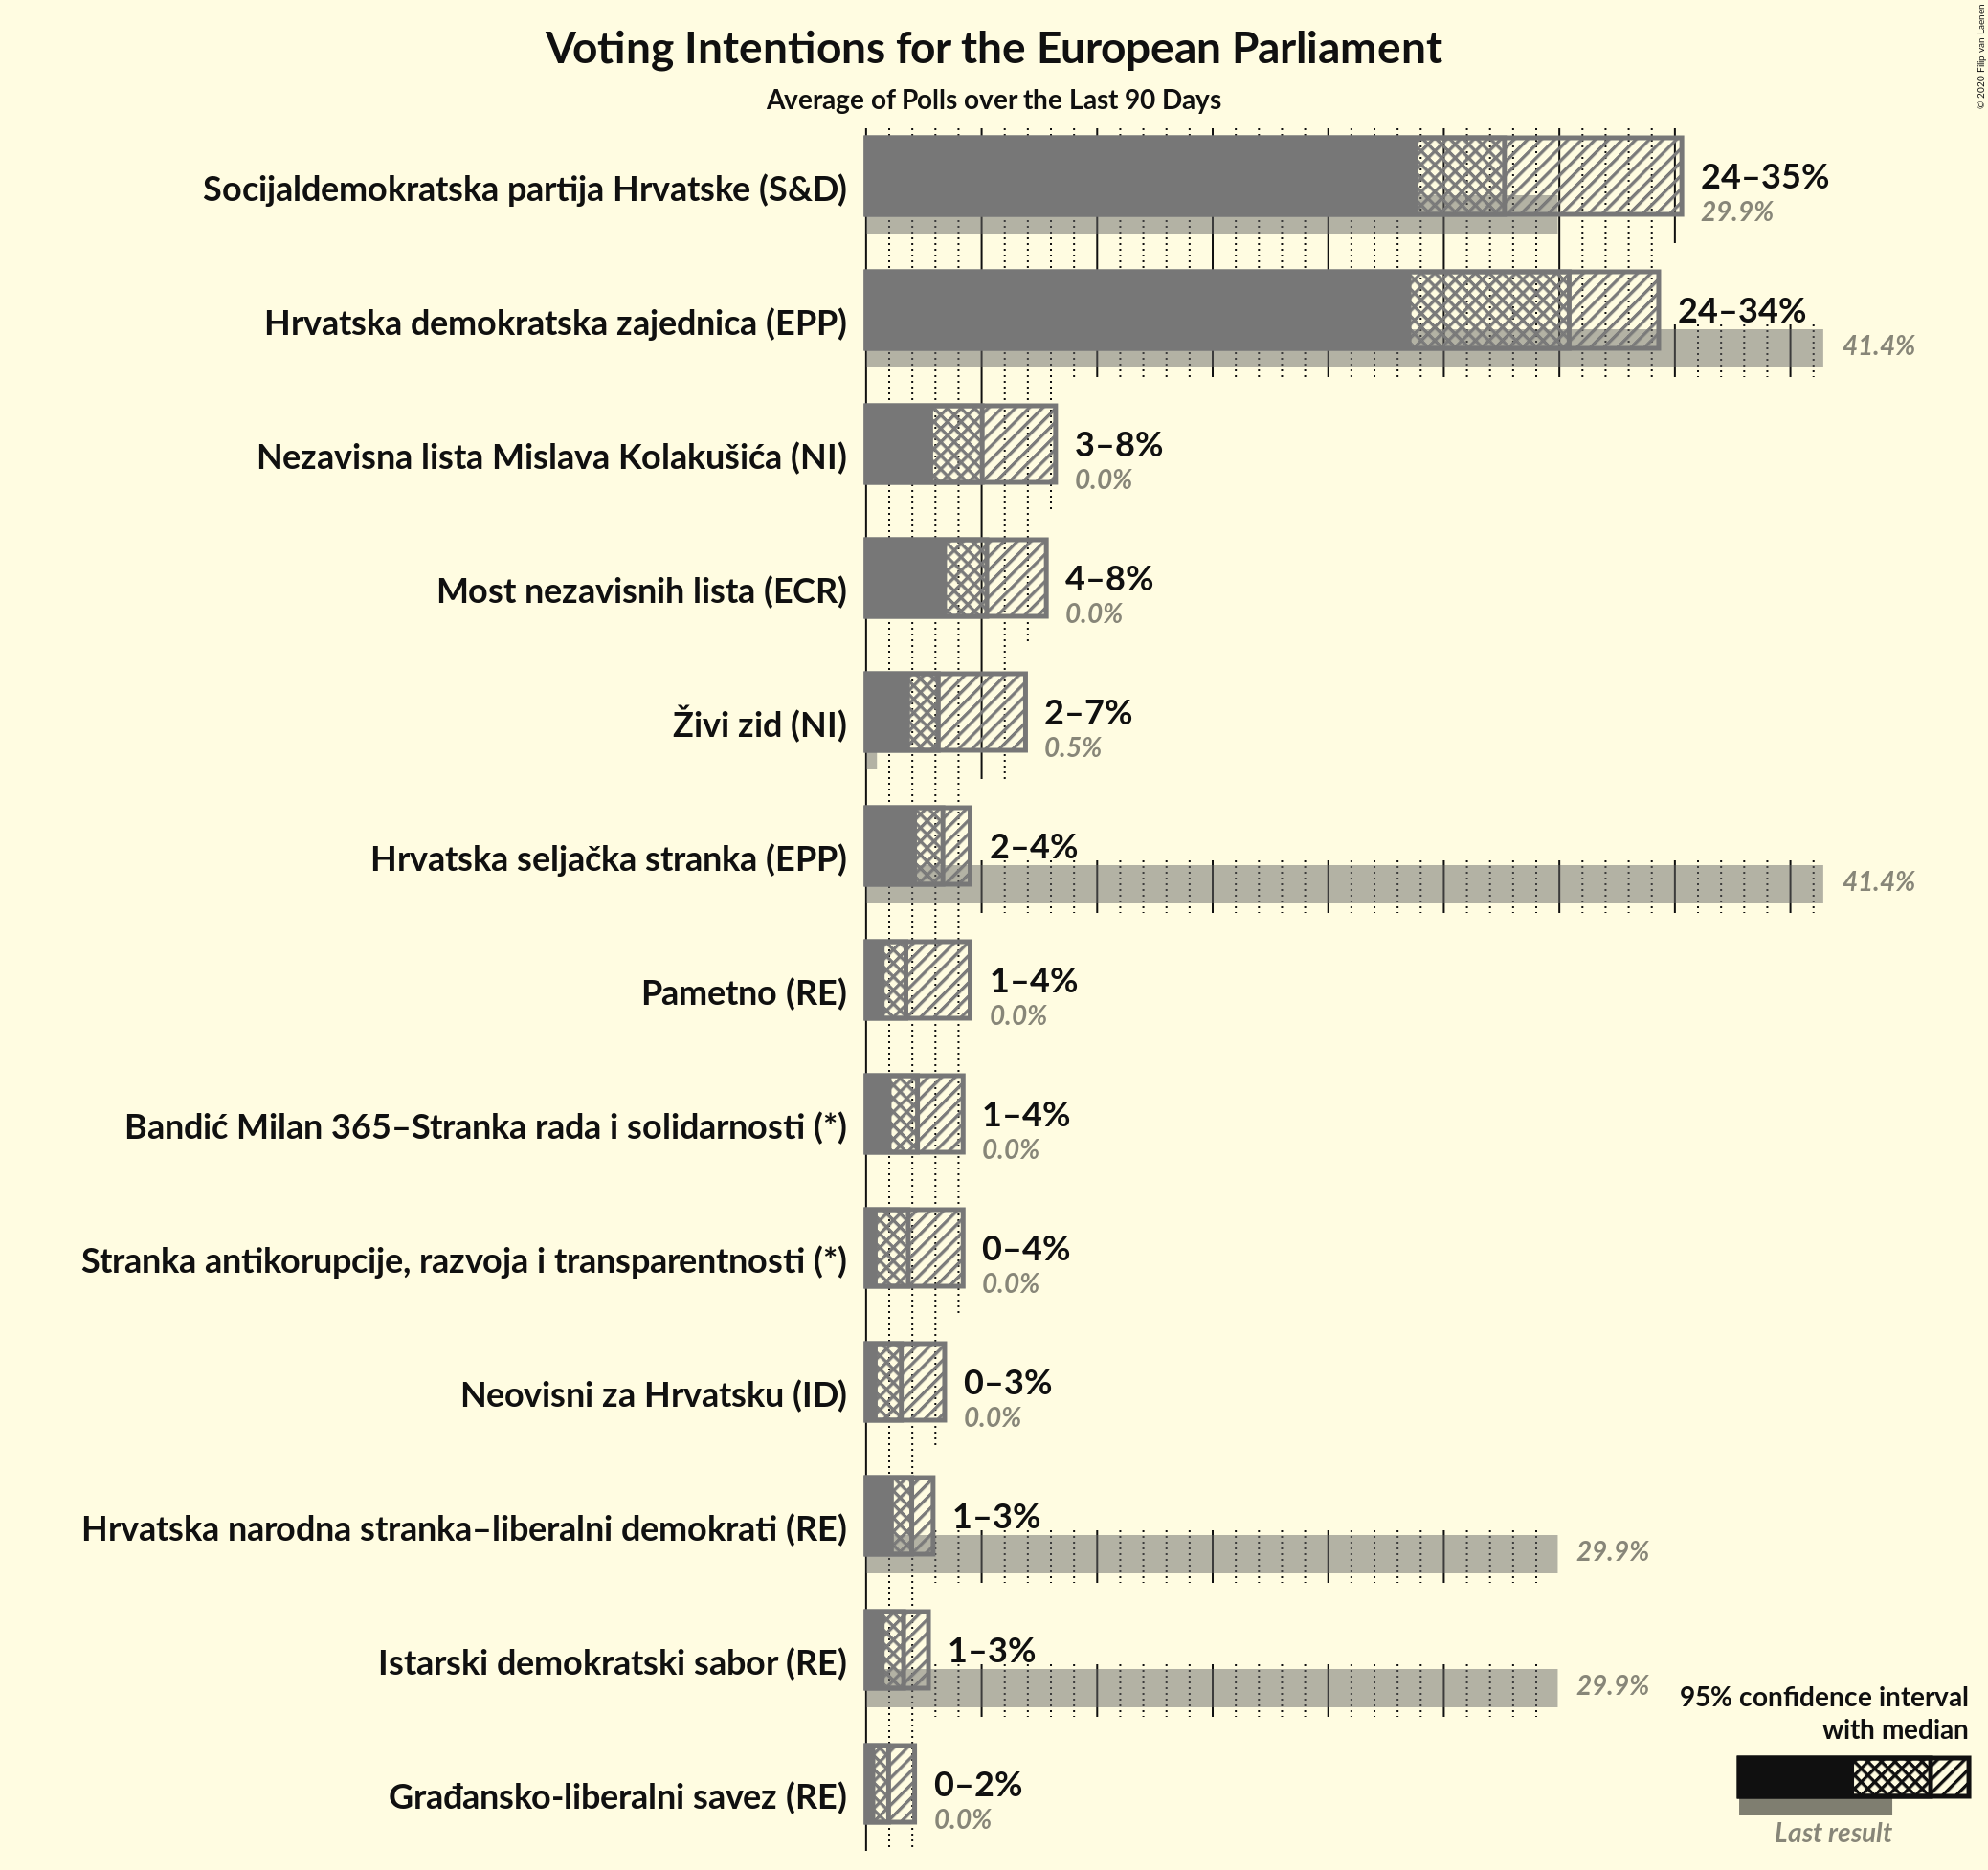 Voting Intentions for the European Parliament
Average of Polls over the Last 90 Days
© 2020 Filip van Laenen
Socijaldemokratska partija Hrvatske (S&D)
24–35%
29.9%
Hrvatska demokratska zajednica (EPP)
24–34%
41.4%
Nezavisna lista Mislava Kolakušića (NI)
3–8%
0.0%
Most nezavisnih lista (ECR)
4–8%
0.0%
Živi zid (NI)
2–7%
0.5%
Hrvatska seljačka stranka (EPP)
2–4%
41.4%
Pametno (RE)
1–4%
0.0%
Bandić Milan 365–Stranka rada i solidarnosti (*)
1–4%
0.0%
Stranka antikorupcije, razvoja i transparentnosti (*)
0–4%
0.0%
Neovisni za Hrvatsku (ID)
0–3%
0.0%
Hrvatska narodna stranka–liberalni demokrati (RE)
1–3%
29.9%
Istarski demokratski sabor (RE)
1–3%
29.9%
Građansko-liberalni savez (RE)
0–2%
0.0%
95% confidence interval
with median
Last result